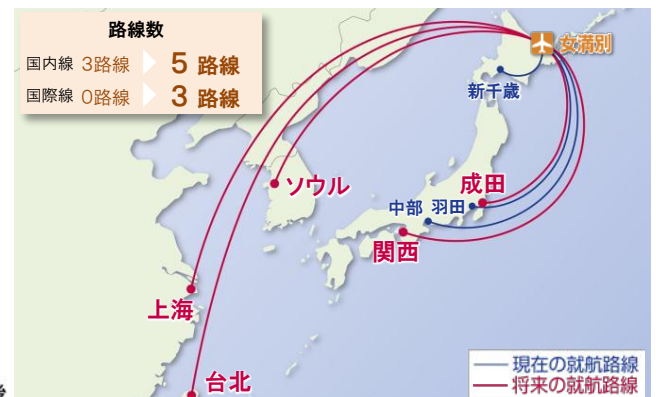 路線数
国内線 3路線 5 路線
国際線 0路線 3 路線
女満別
新千歳
ソウル
成田
中部 羽田
関西
上海
台北
現在の就航路線
将来の就航路線